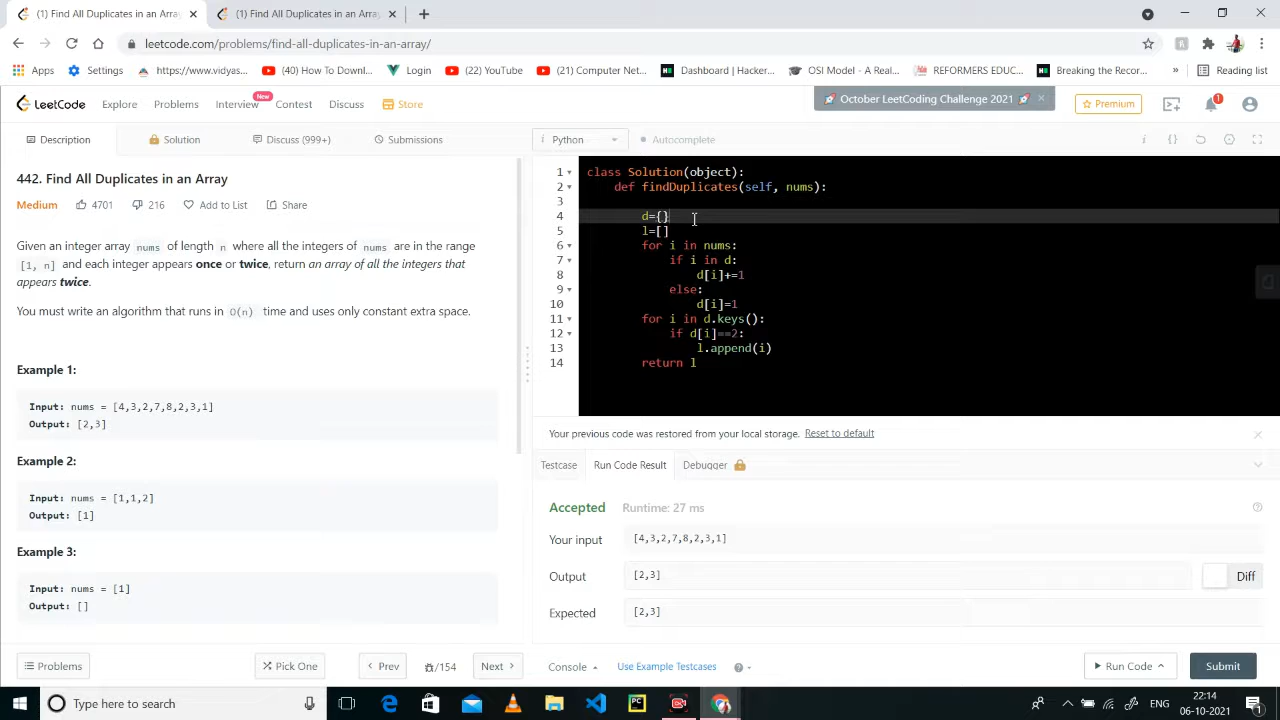 (1) Find All Duplicates in an Array
(1) Find All Duplicates in an Array
leetcode.com/problems/find-all-duplicates-in-an-array/
Apps Settings https://www.vidyas... (40) How To Downl... Login (22) YouTube (21) Computer Net... Dashboard | Hacker... OSI Model - A Real... REFORMERS EDUC... Breaking the Recor... » Reading list
LeetCode Explore Problems Interview New Contest Discuss Store October LeetCoding Challenge 2021 Premium 1
Description Solution Discuss (999+) Submissions i Python Autocomplete
442. Find All Duplicates in an Array
Medium 4701 216 Add to List Share
Given an integer array nums of length n where all the integers of nums are in the range
[1, n] and each integer appears once or twice, return an array of all the integers that
appears twice.
You must write an algorithm that runs in O(n) time and uses only constant extra space.
Example 1:
Input: nums = [4,3,2,7,8,2,3,1]
Output: [2,3]
Example 2:
Input: nums = [1,1,2]
Output: [1]
Example 3:
Input: nums = [1]
Output: []
Problems Pick One Prev /154 Next
1 class Solution(object):
2 def findDuplicates(self, nums):
3
4 d={}
5 l=[]
6 for i in nums:
7 if i in d:
8 d[i]+=1
9 else:
10 d[i]=1
11 for i in d.keys():
12 if d[i]==2:
13 l.append(i)
14 return l
Your previous code was restored from your local storage. Reset to default
Testcase Run Code Result Debugger
Accepted Runtime: 27 ms
Your input [4,3,2,7,8,2,3,1]
Output [2,3] Diff
Expected [2,3]
Console Use Example Testcases Run Code Submit
Type here to search
ENG
22:14
06-10-2021
1